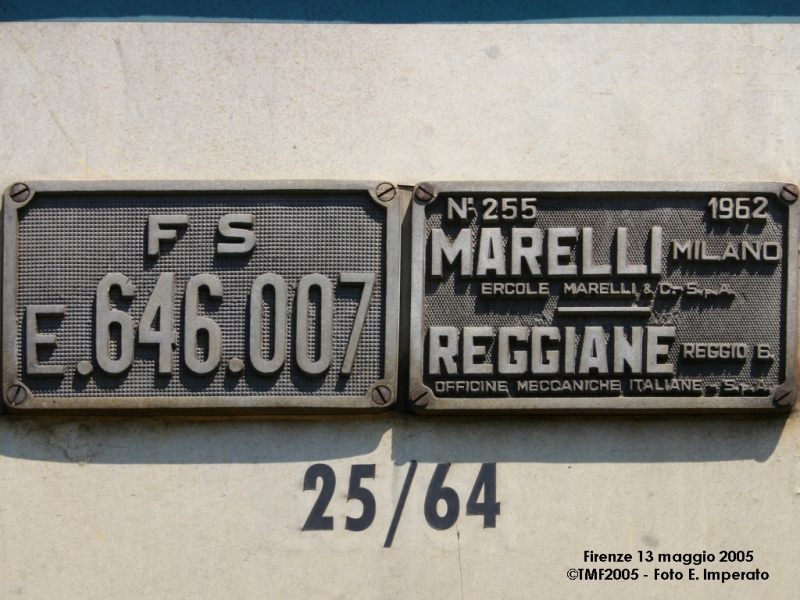 FS
E.646.007
N° 255 1962
MARELLI MILANO
ERCOLE MARELLI & C. - S.p.A.
REGGIANE REGGIO E.
OFFICINE MECCANICHE ITALIANE - S.p.A.
25/64
Firenze 13 maggio 2005
©TMF2005 - Foto E. Imperato